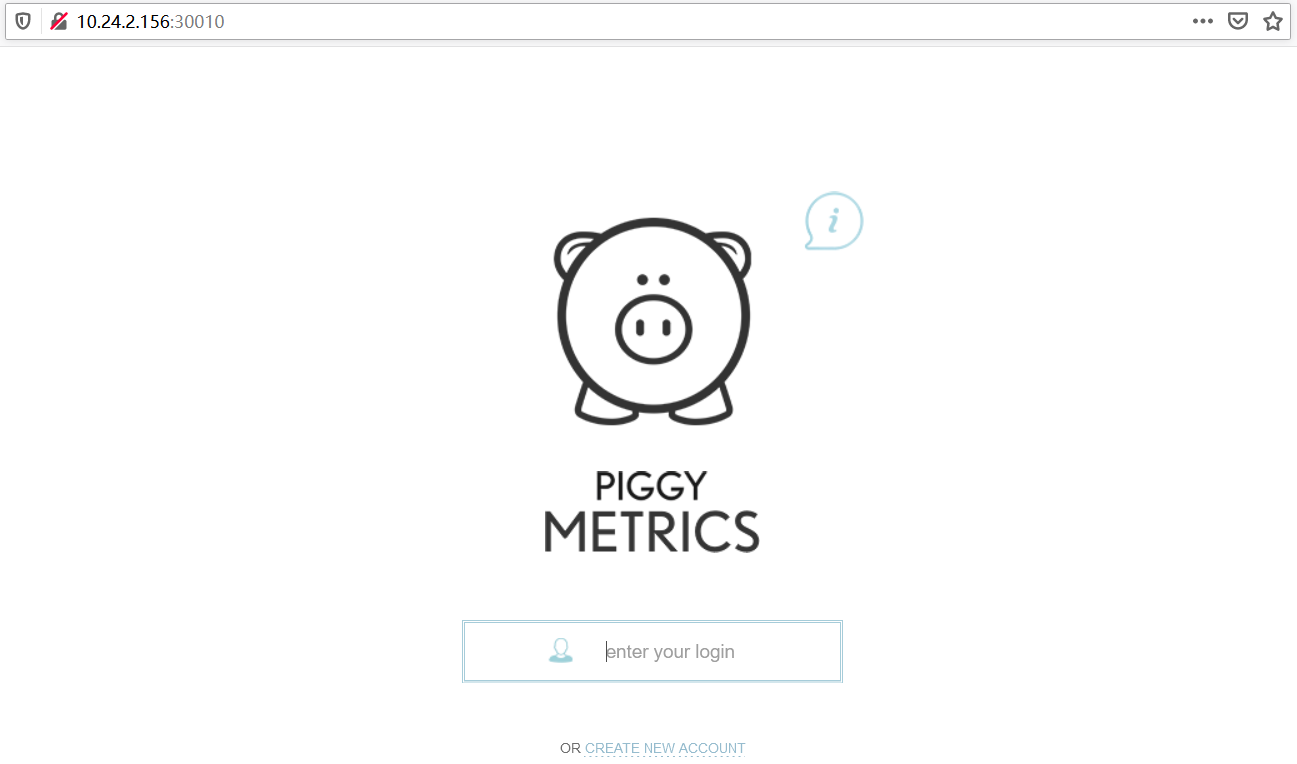 10.24.2.156:30010
i
PIGGY
METRICS
enter your login
OR CREATE NEW ACCOUNT